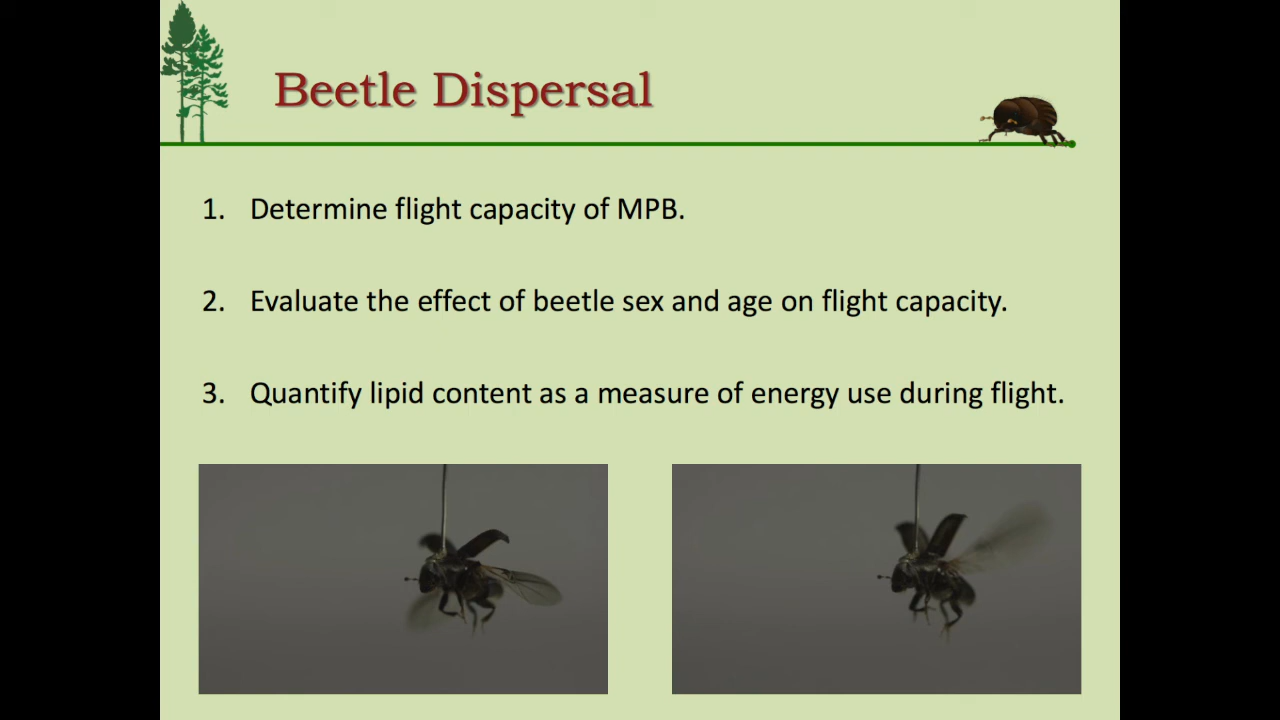 Beetle Dispersal
1. Determine flight capacity of MPB.
2. Evaluate the effect of beetle sex and age on flight capacity.
3. Quantify lipid content as a measure of energy use during flight.